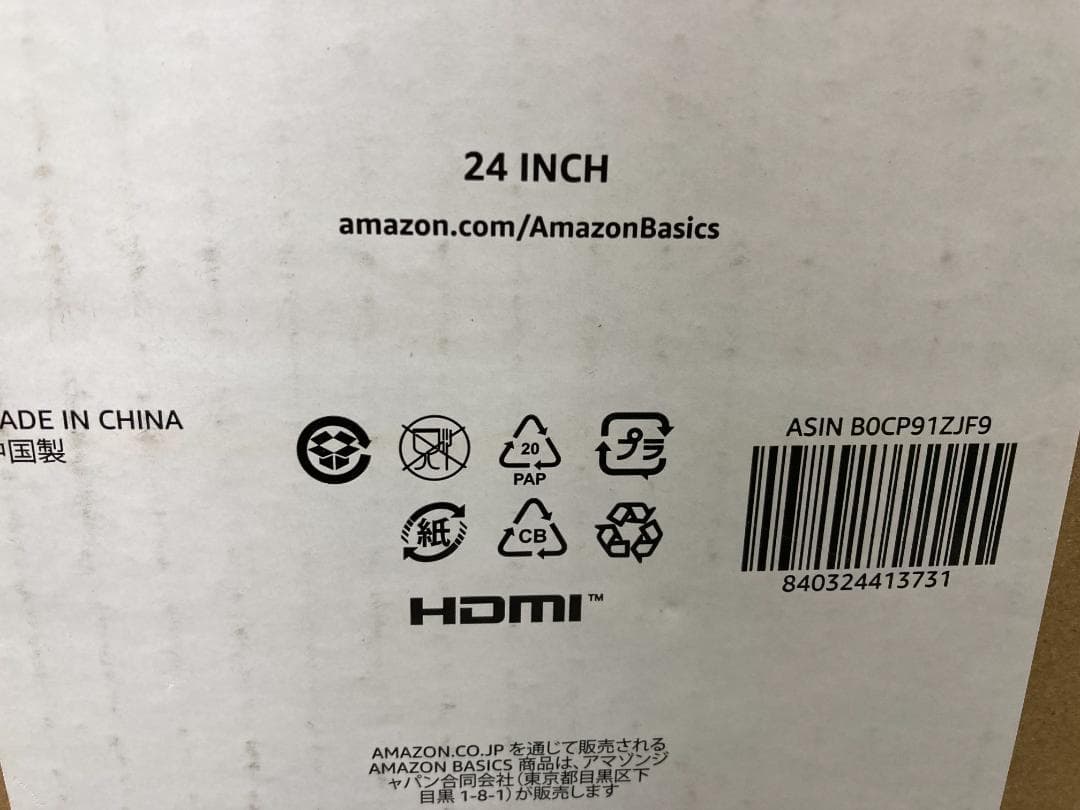 24 INCH
amazon.com/AmazonBasics
ADE IN CHINA
中国製
20
PAP
プラ
紙
CB
HDMI™
ASIN B0CP91ZJF9
840324413731
AMAZON.CO.JP を通じて販売される
AMAZON BASICS 商品は、アマゾンジ
ャパン合同会社(東京都目黒区下
目黒 1-8-1)が販売します